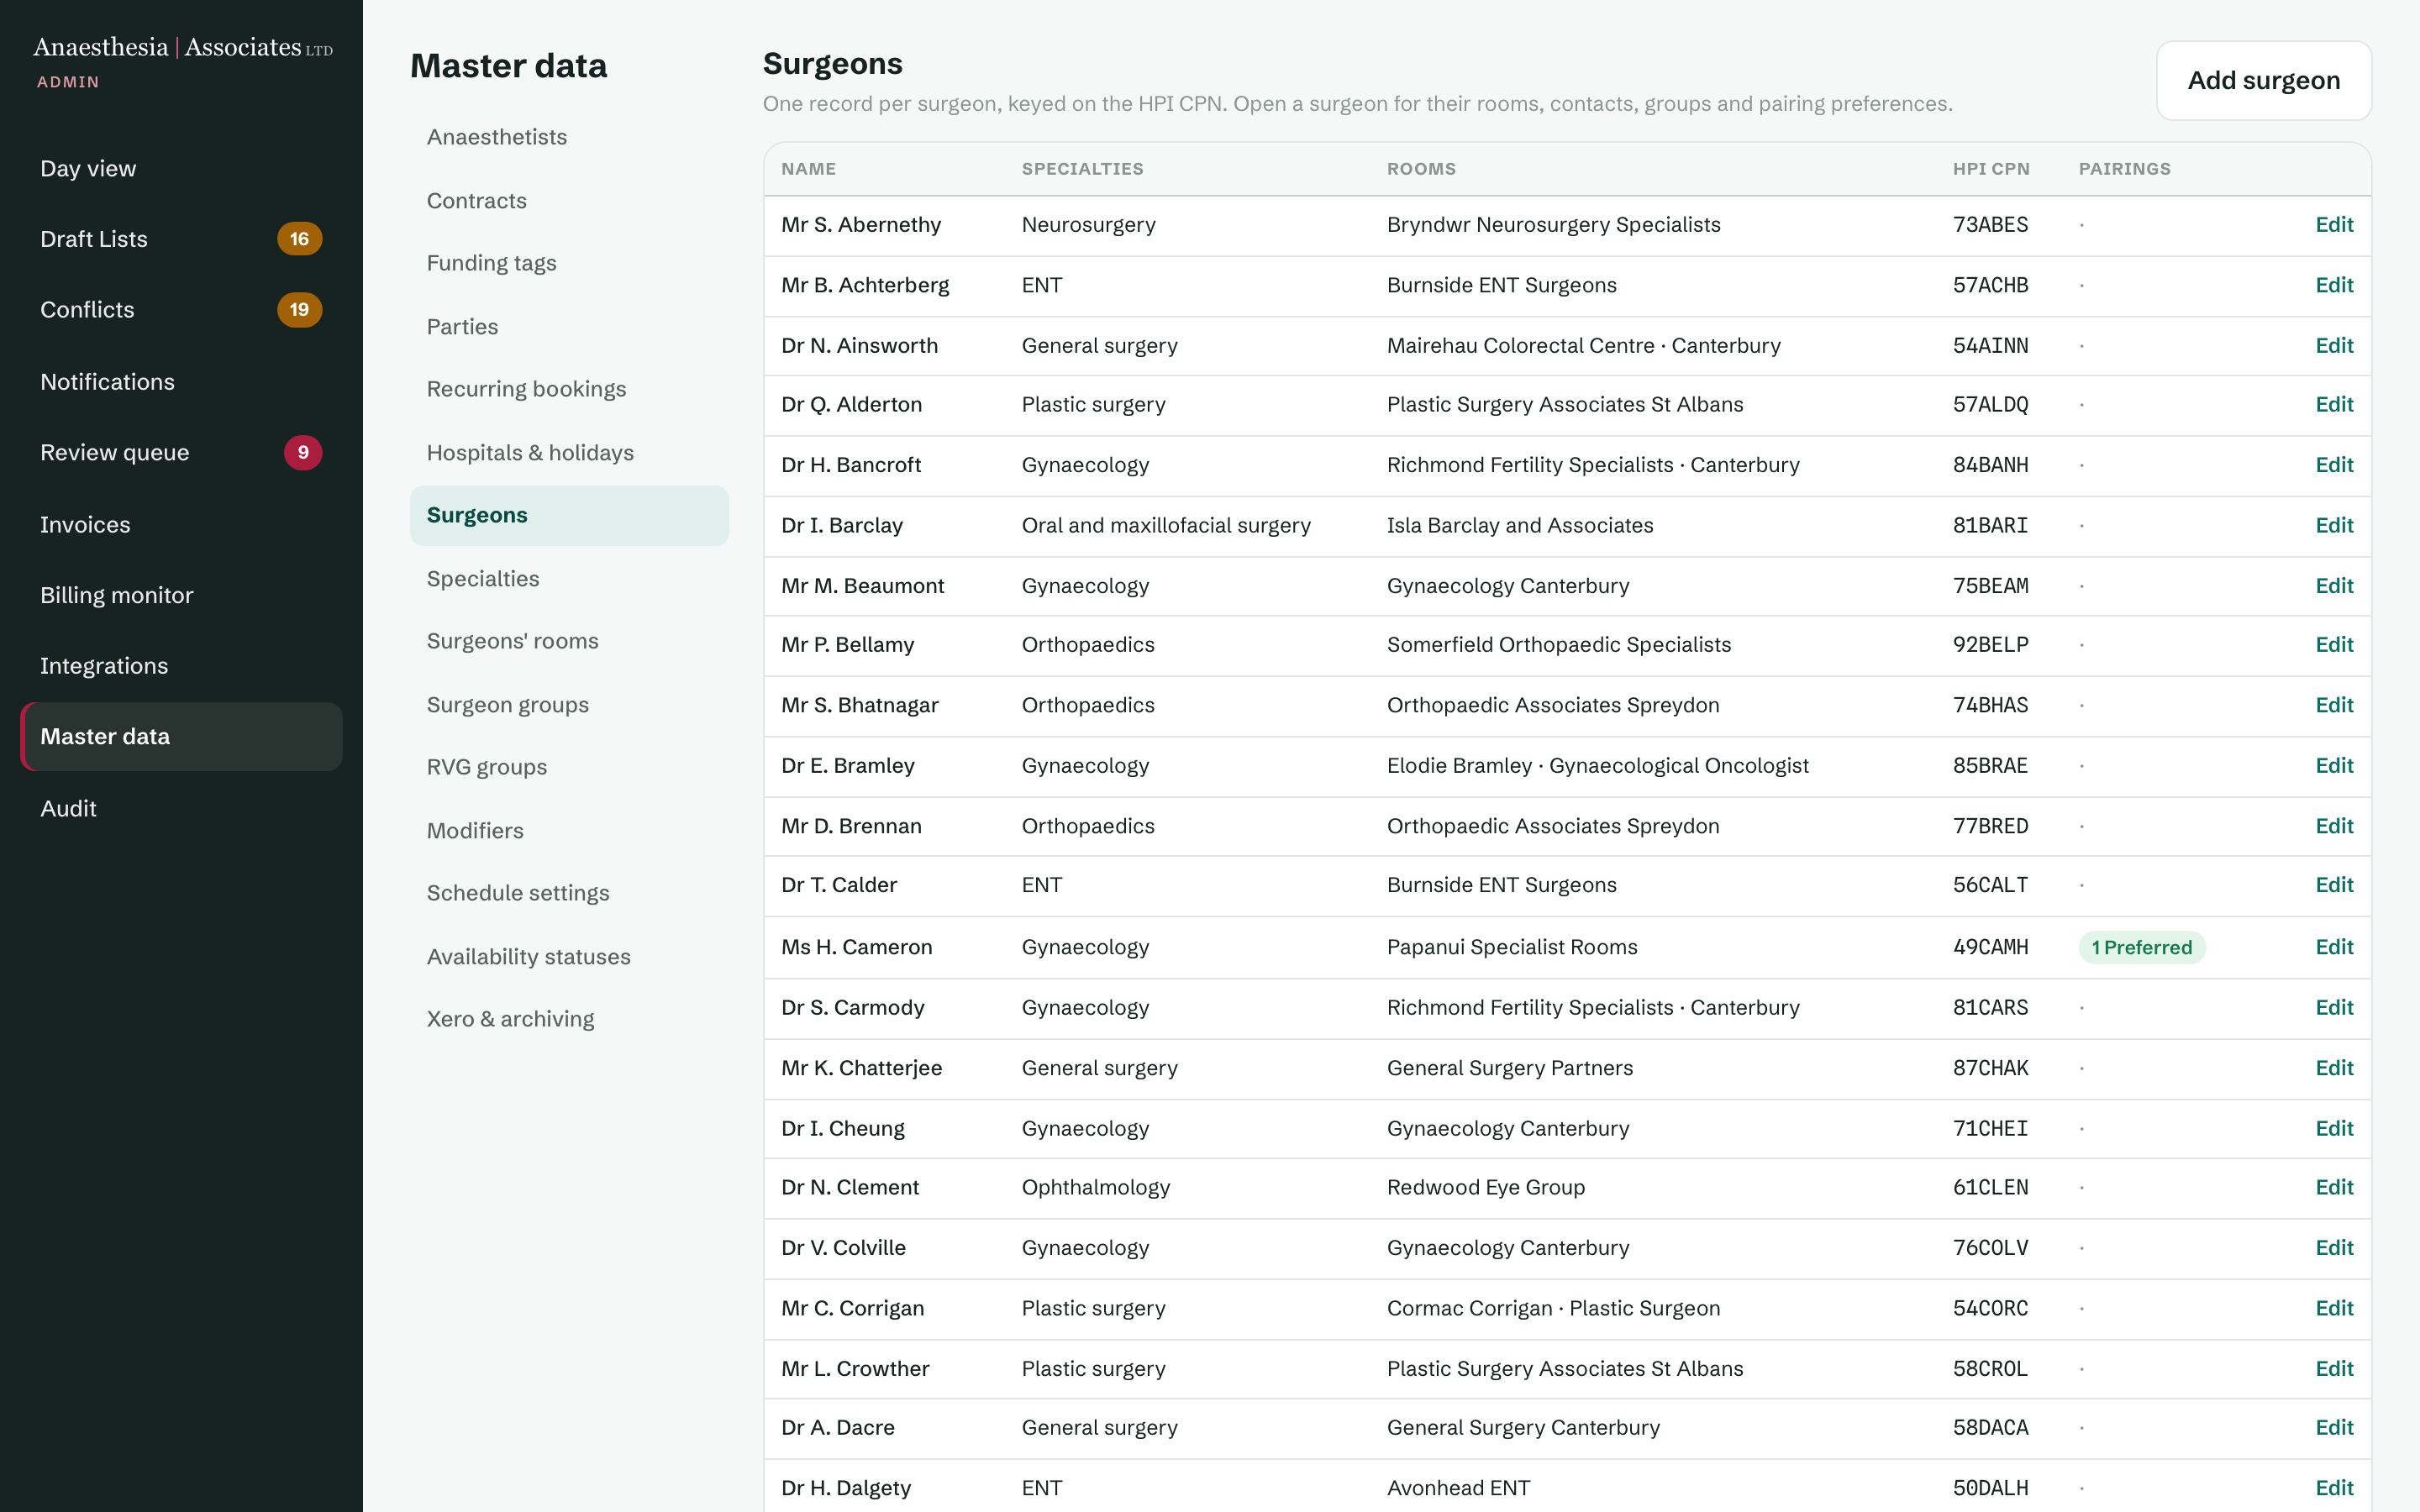 Anaesthesia | Associates LTD
ADMIN
Day view
Draft Lists 16
Conflicts 19
Notifications
Review queue 9
Invoices
Billing monitor
Integrations
Master data
Audit
Master data
Anaesthetists
Contracts
Funding tags
Parties
Recurring bookings
Hospitals & holidays
Surgeons
Specialties
Surgeons' rooms
Surgeon groups
RVG groups
Modifiers
Schedule settings
Availability statuses
Xero & archiving
Surgeons
One record per surgeon, keyed on the HPI CPN. Open a surgeon for their rooms, contacts, groups and pairing preferences.
Add surgeon
NAME SPECIALTIES ROOMS HPI CPN PAIRINGS
Mr S. Abernethy Neurosurgery Bryndwr Neurosurgery Specialists 73ABES · Edit
Mr B. Achterberg ENT Burnside ENT Surgeons 57ACHB · Edit
Dr N. Ainsworth General surgery Mairehau Colorectal Centre · Canterbury 54AINN · Edit
Dr Q. Alderton Plastic surgery Plastic Surgery Associates St Albans 57ALDQ · Edit
Dr H. Bancroft Gynaecology Richmond Fertility Specialists · Canterbury 84BANH · Edit
Dr I. Barclay Oral and maxillofacial surgery Isla Barclay and Associates 81BARI · Edit
Mr M. Beaumont Gynaecology Gynaecology Canterbury 75BEAM · Edit
Mr P. Bellamy Orthopaedics Somerfield Orthopaedic Specialists 92BELP · Edit
Mr S. Bhatnagar Orthopaedics Orthopaedic Associates Spreydon 74BHAS · Edit
Dr E. Bramley Gynaecology Elodie Bramley · Gynaecological Oncologist 85BRAE · Edit
Mr D. Brennan Orthopaedics Orthopaedic Associates Spreydon 77BRED · Edit
Dr T. Calder ENT Burnside ENT Surgeons 56CALT · Edit
Ms H. Cameron Gynaecology Papanui Specialist Rooms 49CAMH 1 Preferred Edit
Dr S. Carmody Gynaecology Richmond Fertility Specialists · Canterbury 81CARS · Edit
Mr K. Chatterjee General surgery General Surgery Partners 87CHAK · Edit
Dr I. Cheung Gynaecology Gynaecology Canterbury 71CHEI · Edit
Dr N. Clement Ophthalmology Redwood Eye Group 61CLEN · Edit
Dr V. Colville Gynaecology Gynaecology Canterbury 76COLV · Edit
Mr C. Corrigan Plastic surgery Cormac Corrigan · Plastic Surgeon 54CORC · Edit
Mr L. Crowther Plastic surgery Plastic Surgery Associates St Albans 58CROL · Edit
Dr A. Dacre General surgery General Surgery Canterbury 58DACA · Edit
Dr H. Dalgety ENT Avonhead ENT 50DALH · Edit